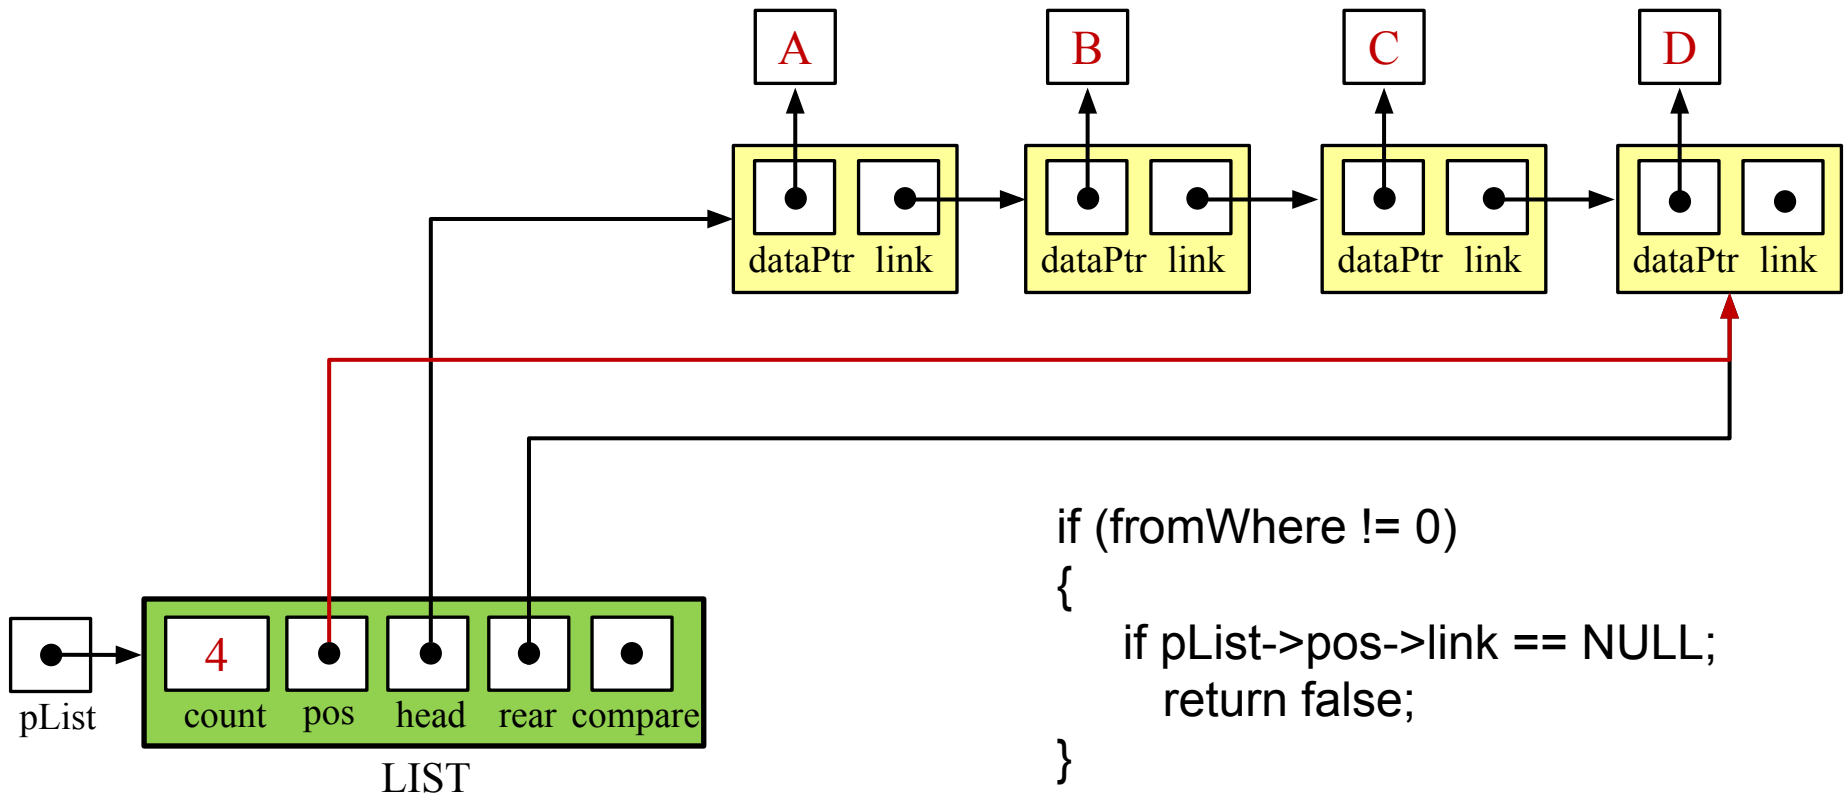 A B C D
dataPtr link dataPtr link dataPtr link dataPtr link
if (fromWhere != 0)
{
if pList->pos->link == NULL;
return false;
}
4
pList count pos head rear compare
LIST